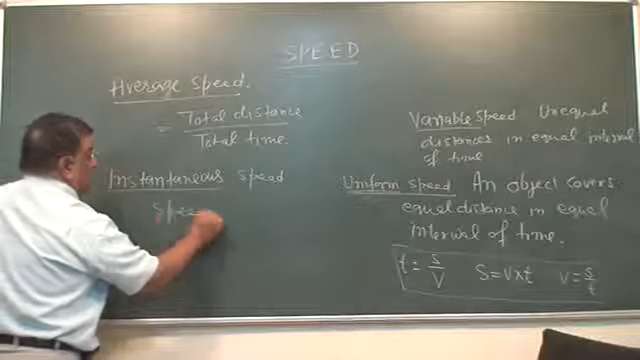 SPEED
Average speed.
= Total distance
Total time.
Instantaneous speed
Spee
Variable speed Unequal
distances in equal interval
of time
Uniform speed An object covers
equal distance in equal
interval of time.
t = s/v S = V x t v = s/t